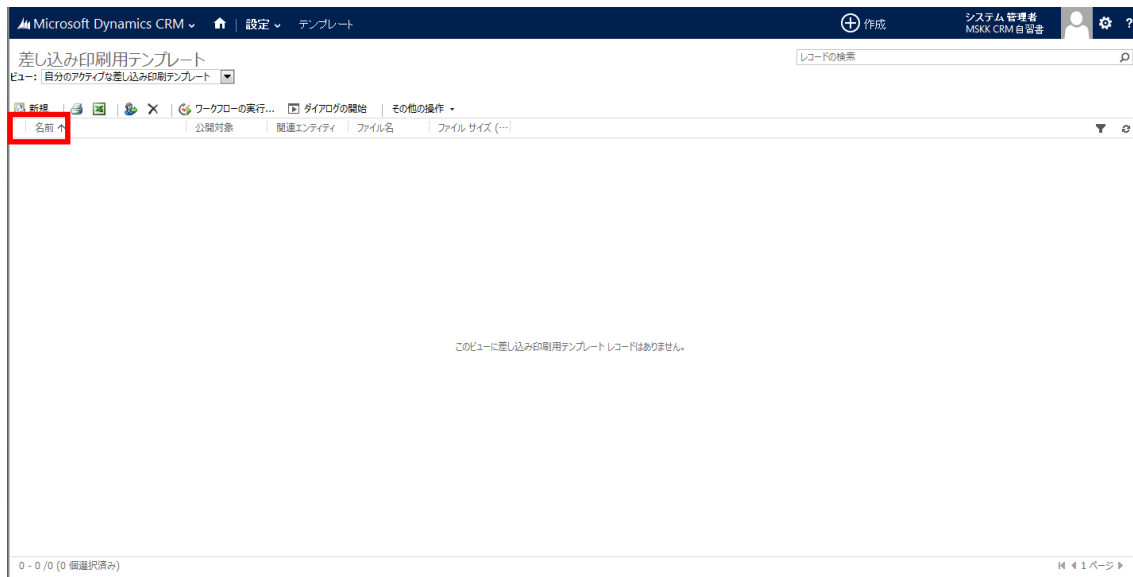 Microsoft Dynamics CRM 設定 テンプレート 作成 システム 管理者
MSKK CRM 自習書
?
差し込み印刷用テンプレート
レコードの検索
ビュー: 自分のアクティブな差し込み印刷テンプレート
新規 ワークフローの実行... ダイアログの開始 その他の操作
名前 ↑ 公開対象 関連エンティティ ファイル名 ファイル サイズ (…
このビューに差し込み印刷用テンプレート レコードはありません。
0 - 0 /0 (0 個選択済み)
1 ページ